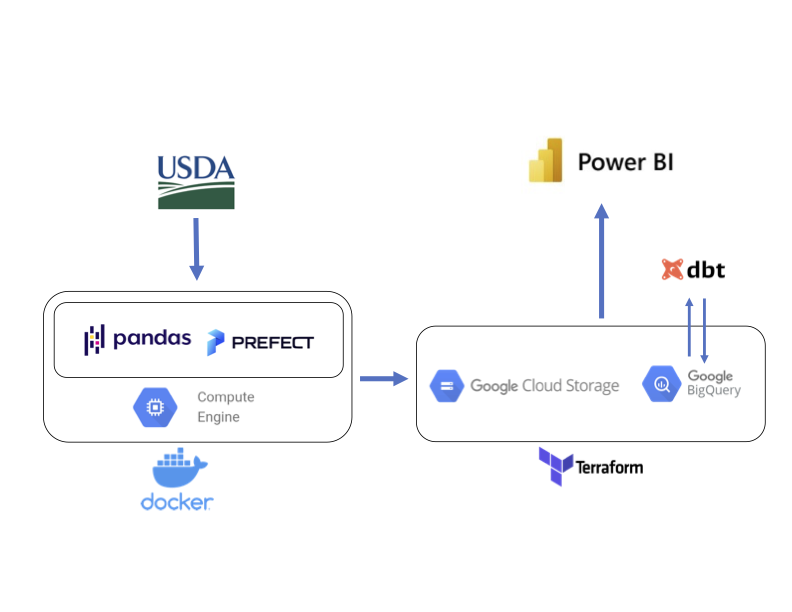 USDA
Power BI
dbt
pandas
PREFECT
Compute
Engine
Google Cloud Storage
Google
BigQuery
docker
Terraform